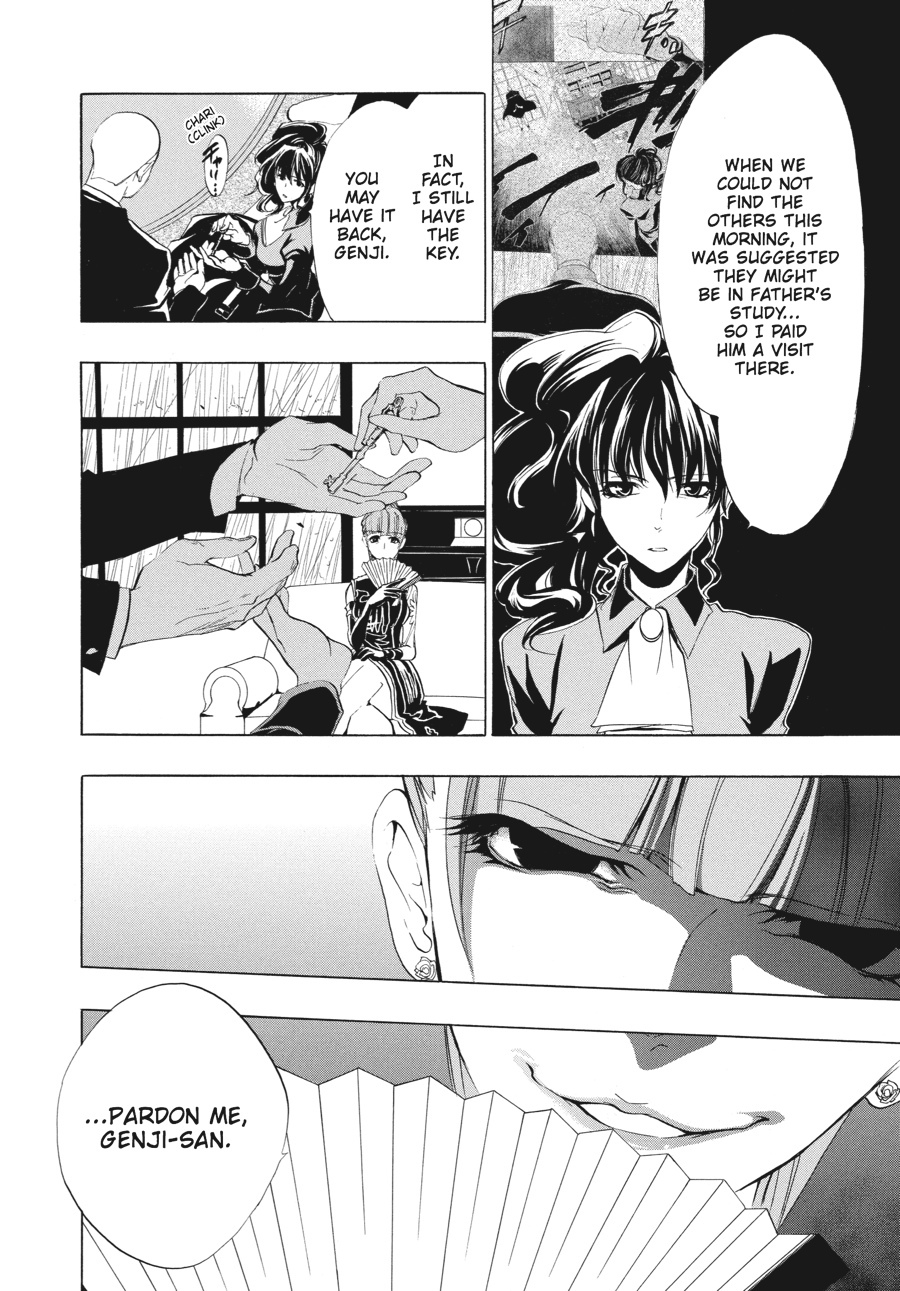 WHEN WE
COULD NOT
FIND THE
OTHERS THIS
MORNING, IT
WAS SUGGESTED
THEY MIGHT
BE IN FATHER'S
STUDY...
SO I PAID
HIM A VISIT
THERE.
IN
FACT,
I STILL
HAVE
THE
KEY.
YOU
MAY
HAVE IT
BACK,
GENJI.
CHARI
(CLINK)
チャリ…
...PARDON ME,
GENJI-SAN.